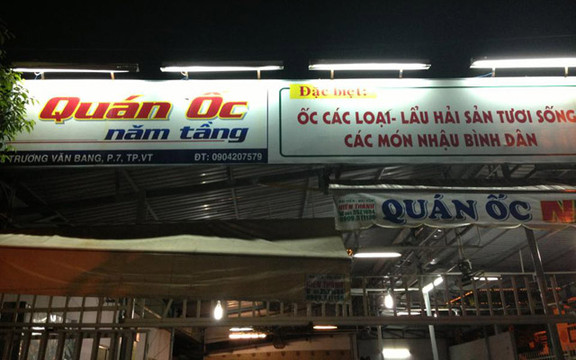 Quán Ốc
năm tầng
TRƯƠNG VĂN BANG, P.7, TP.VT ĐT: 0904207579
Đặc biệt:
ỐC CÁC LOẠI- LẨU HẢI SẢN TƯƠI SỐNG
CÁC MÓN NHẬU BÌNH DÂN
QUÁN ỐC